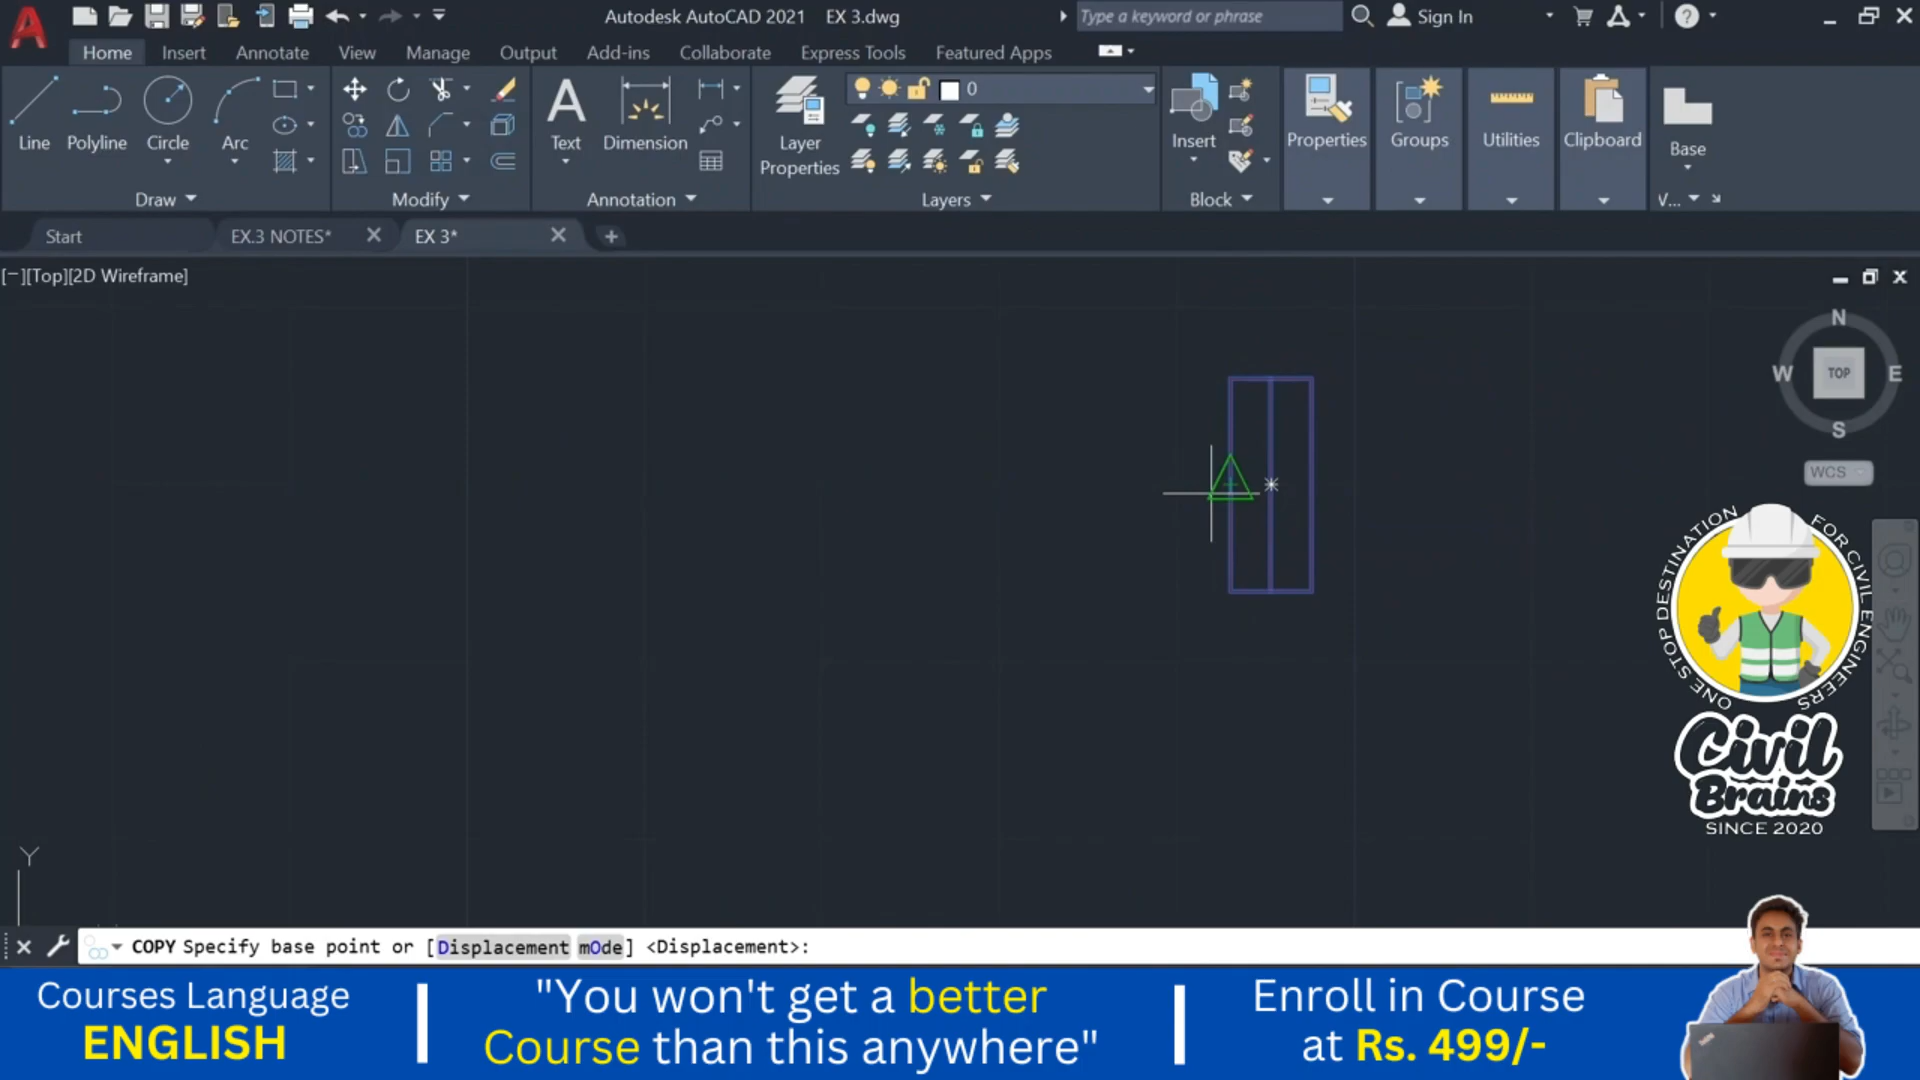 Autodesk AutoCAD 2021 EX 3.dwg
Type a keyword or phrase
Sign In
Home Insert Annotate View Manage Output Add-ins Collaborate Express Tools Featured Apps
Line Polyline Circle Arc
Text Dimension
Layer
Properties
0
Insert
Properties Groups Utilities Clipboard
Base
Draw Modify Annotation Layers Block V...
Start EX.3 NOTES* EX 3*
[−][Top][2D Wireframe]
N
W TOP E
S
WCS
ONE STOP DESTINATION FOR CIVIL ENGINEERS
Civil
Brains
SINCE 2020
Y
COPY Specify base point or [Displacement mOde] <Displacement>:
Courses Language
ENGLISH
"You won't get a better
Course than this anywhere"
Enroll in Course
at Rs. 499/-